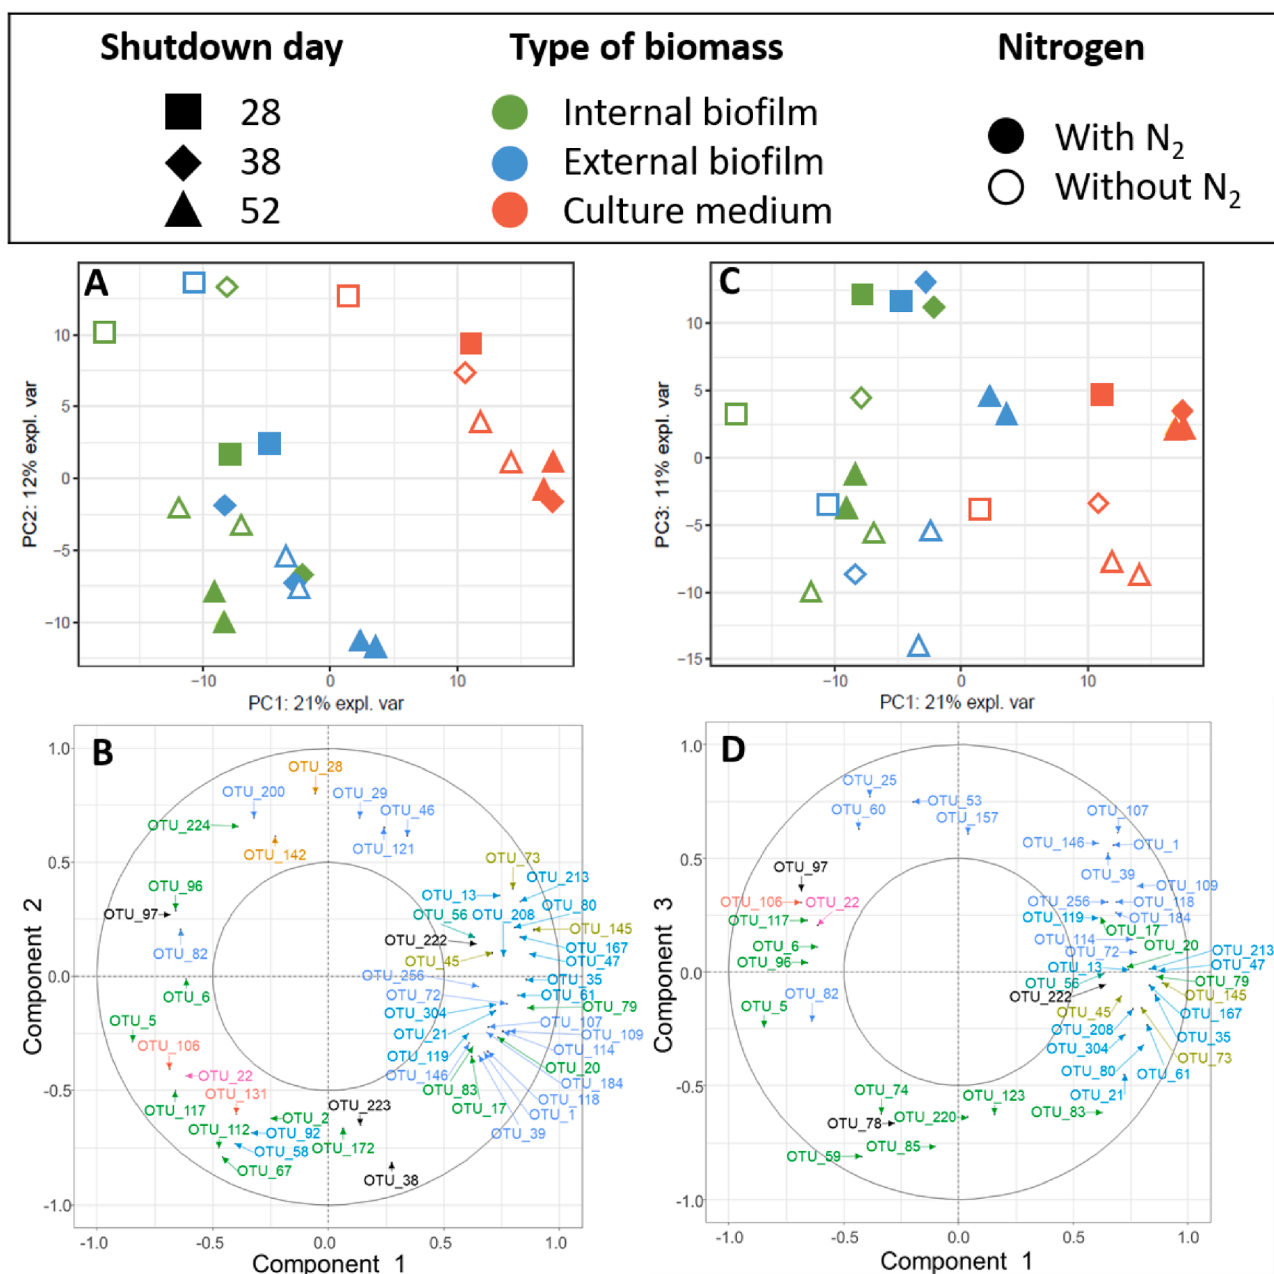 Shutdown day Type of biomass Nitrogen
28 Internal biofilm With N2
38 External biofilm Without N2
52 Culture medium
A
10
5
0
−5
−10
PC2: 12% expl. var
−10 0 10
PC1: 21% expl. var
C
10
5
0
−5
−10
−15
PC3: 11% expl. var
−10 0 10
PC1: 21% expl. var
B
1.0
0.5
0.0
-0.5
-1.0
Component 2
OTU_28
OTU_200
OTU_29
OTU_46
OTU_224
OTU_121
OTU_142
OTU_73
OTU_96
OTU_13
OTU_213
OTU_97
OTU_56
OTU_208
OTU_80
OTU_145
OTU_222
OTU_82
OTU_45
OTU_167
OTU_47
OTU_256
OTU_35
OTU_6
OTU_72
OTU_61
OTU_304
OTU_79
OTU_5
OTU_21
OTU_107
OTU_109
OTU_106
OTU_119
OTU_114
OTU_22
OTU_146
OTU_20
OTU_131
OTU_83
OTU_184
OTU_117
OTU_223
OTU_17
OTU_118
OTU_2
OTU_1
OTU_112
OTU_92
OTU_172
OTU_39
OTU_58
OTU_67
OTU_38
-1.0 -0.5 0.0 0.5 1.0
Component 1
D
1.0
0.5
0.0
-0.5
-1.0
Component 3
OTU_25
OTU_53
OTU_60
OTU_157
OTU_107
OTU_146
OTU_1
OTU_97
OTU_39
OTU_109
OTU_106
OTU_22
OTU_256
OTU_118
OTU_117
OTU_119
OTU_184
OTU_17
OTU_6
OTU_114
OTU_20
OTU_96
OTU_72
OTU_213
OTU_13
OTU_47
OTU_56
OTU_79
OTU_82
OTU_222
OTU_145
OTU_5
OTU_45
OTU_167
OTU_208
OTU_35
OTU_304
OTU_73
OTU_80
OTU_61
OTU_74
OTU_123
OTU_21
OTU_78
OTU_220
OTU_83
OTU_59
OTU_85
-1.0 -0.5 0.0 0.5 1.0
Component 1